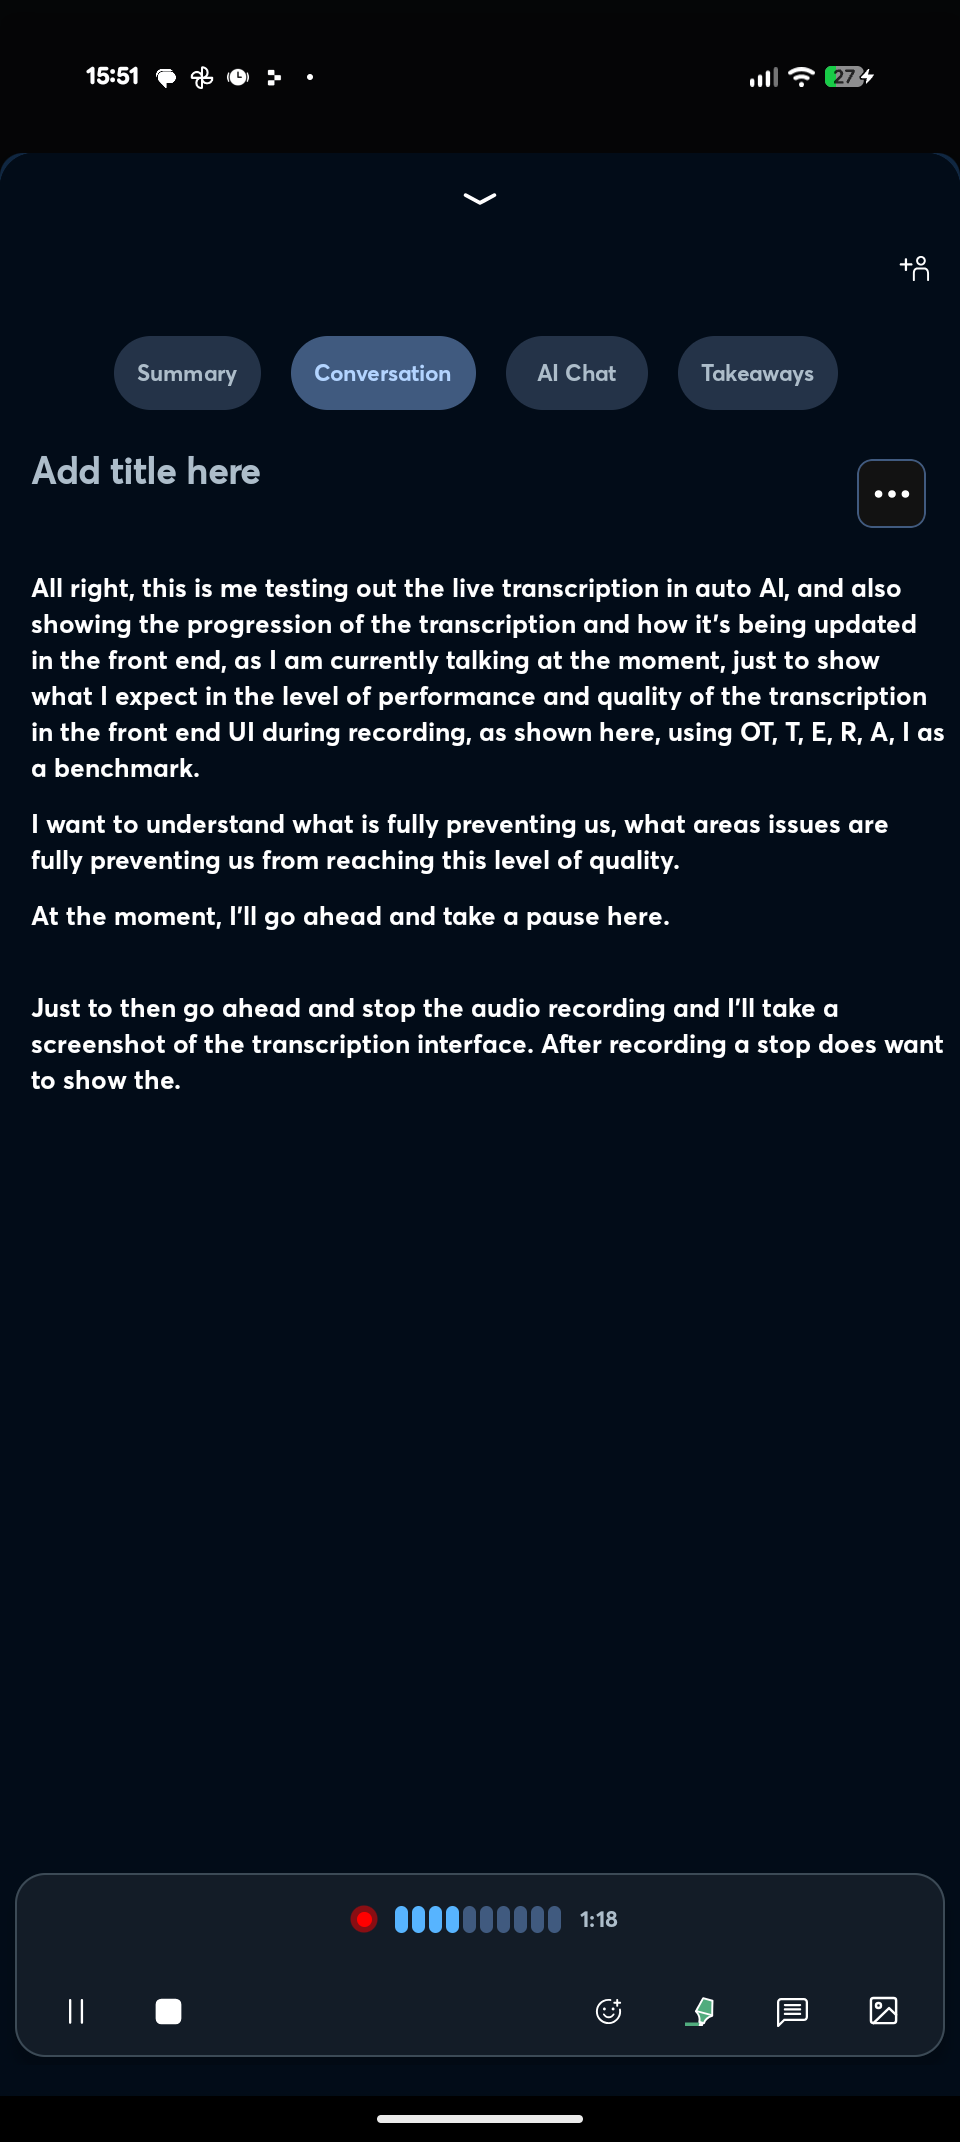 15:51
27
Summary
Conversation
AI Chat
Takeaways
Add title here
All right, this is me testing out the live transcription in auto AI, and also
showing the progression of the transcription and how it's being updated
in the front end, as I am currently talking at the moment, just to show
what I expect in the level of performance and quality of the transcription
in the front end UI during recording, as shown here, using OT, T, E, R, A, I as
a benchmark.
I want to understand what is fully preventing us, what areas issues are
fully preventing us from reaching this level of quality.
At the moment, I'll go ahead and take a pause here.
Just to then go ahead and stop the audio recording and I'll take a
screenshot of the transcription interface. After recording a stop does want
to show the.
1:18